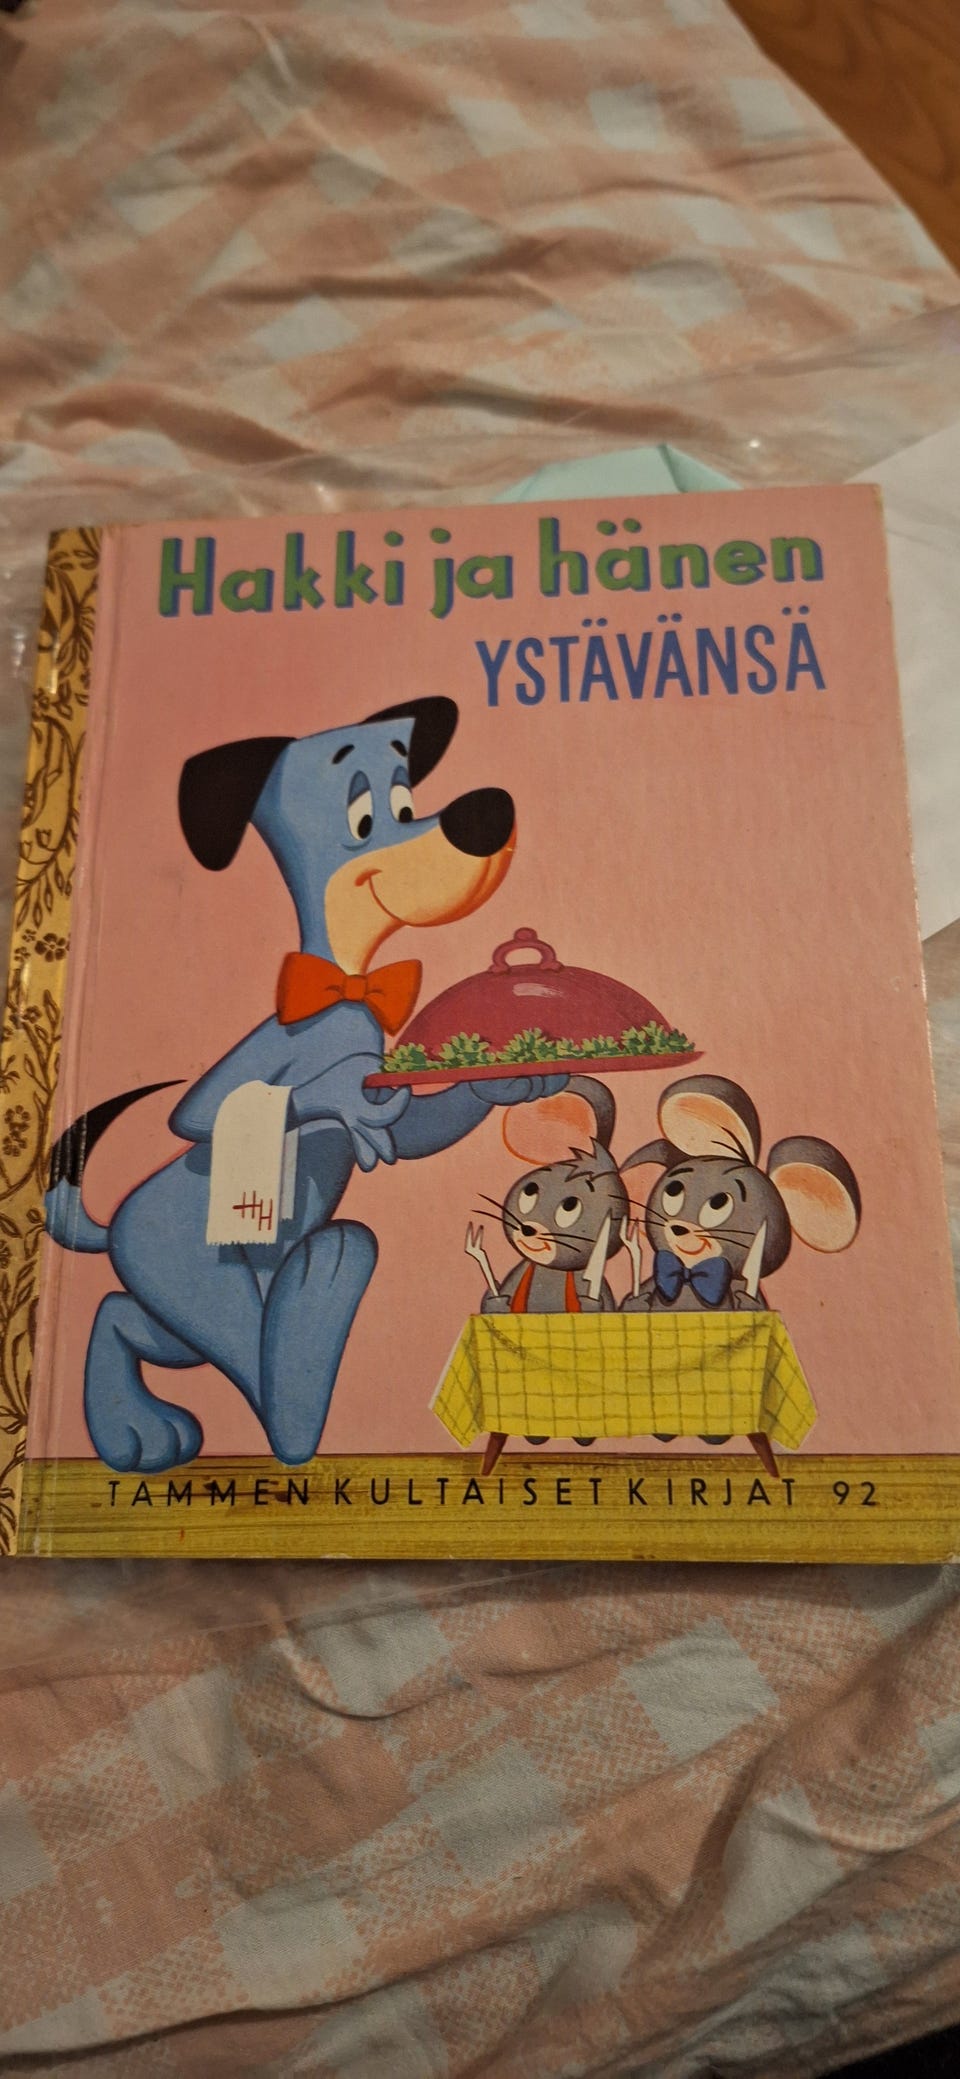 Hakki ja hänen
YSTÄVÄNSÄ
HH
TAMMEN KULTAISET KIRJAT 92